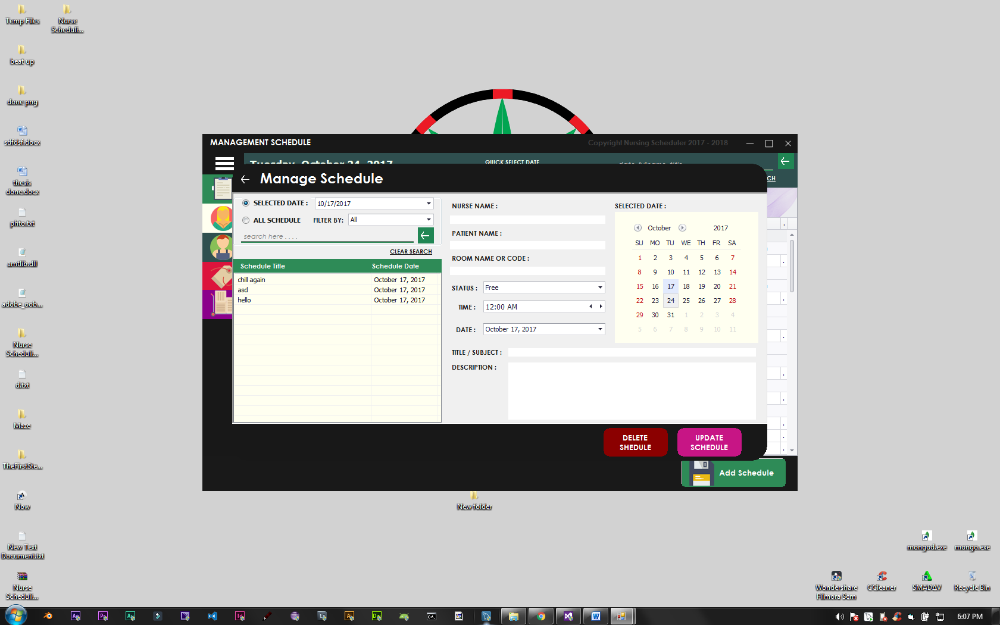 Temp Files
Nurse
Scheduli...
beat up
done png
sdfdsf.docx
thesis
done.docx
phto.txt
amtlib.dll
adobe_oob...
Nurse
Scheduli...
d.txt
Maze
TheFirstSte...
Now
New Text
Document.txt
Nurse
Scheduli...
MANAGEMENT SCHEDULE
Copyright Nursing Scheduler 2017 - 2018
Tuesday, October 24, 2017
QUICK SELECT DATE
date, fullname, title
CH
Manage Schedule
SELECTED DATE :
10/17/2017
ALL SCHEDULE
FILTER BY:
All
search here . . . .
CLEAR SEARCH
Schedule Title Schedule Date
chill again October 17, 2017
asd October 17, 2017
hello October 17, 2017
NURSE NAME :
PATIENT NAME :
ROOM NAME OR CODE :
STATUS : Free
TIME : 12:00 AM
DATE : October 17, 2017
SELECTED DATE :
October 2017
SU MO TU WE TH FR SA
1 2 3 4 5 6 7
8 9 10 11 12 13 14
15 16 17 18 19 20 21
22 23 24 25 26 27 28
29 30 31 1 2 3 4
5 6 7 8 9 10 11
TITLE / SUBJECT :
DESCRIPTION :
DELETE
SHEDULE
UPDATE
SCHEDULE
Add Schedule
New folder
mongod.exe
mongo.exe
Wondershare
Filmora Scrn
CCleaner
SMADAV
Recycle Bin
6:07 PM